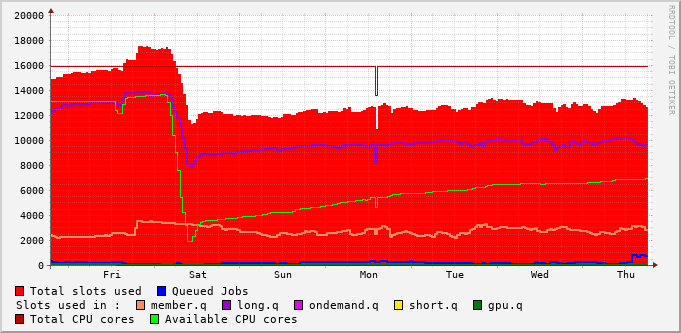 20000
18000
16000
14000
12000
10000
8000
6000
4000
2000
0
Fri Sat Sun Mon Tue Wed Thu
Total slots used Queued Jobs
Slots used in : member.q long.q ondemand.q short.q gpu.q
Total CPU cores Available CPU cores
RRDTOOL / TOBI OETIKER